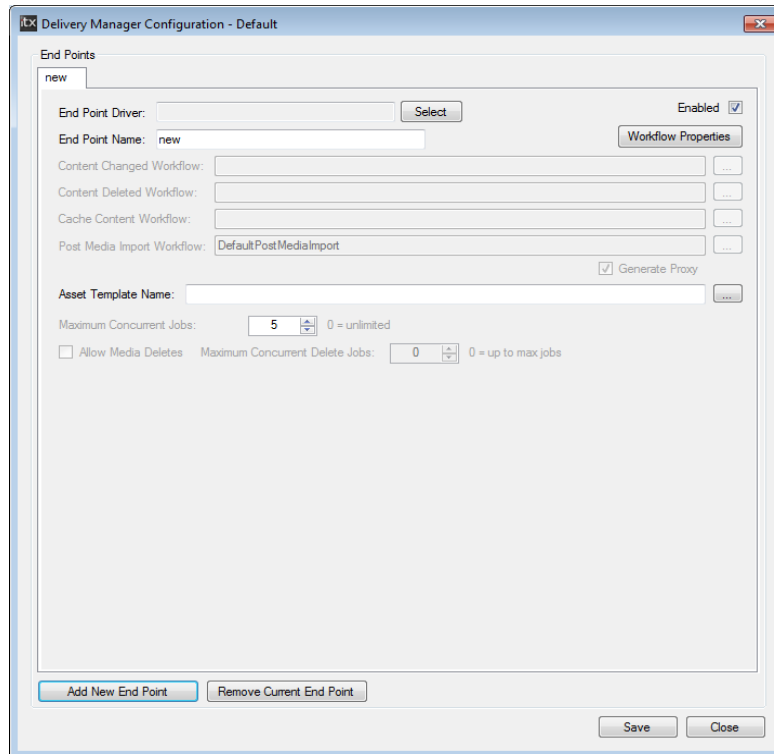 itx Delivery Manager Configuration - Default
End Points
new
End Point Driver: Select Enabled
End Point Name: new Workflow Properties
Content Changed Workflow: ...
Content Deleted Workflow: ...
Cache Content Workflow: ...
Post Media Import Workflow: DefaultPostMediaImport ...
Generate Proxy
Asset Template Name: ...
Maximum Concurrent Jobs: 5 0 = unlimited
Allow Media Deletes Maximum Concurrent Delete Jobs: 0 0 = up to max jobs
Add New End Point Remove Current End Point
Save Close